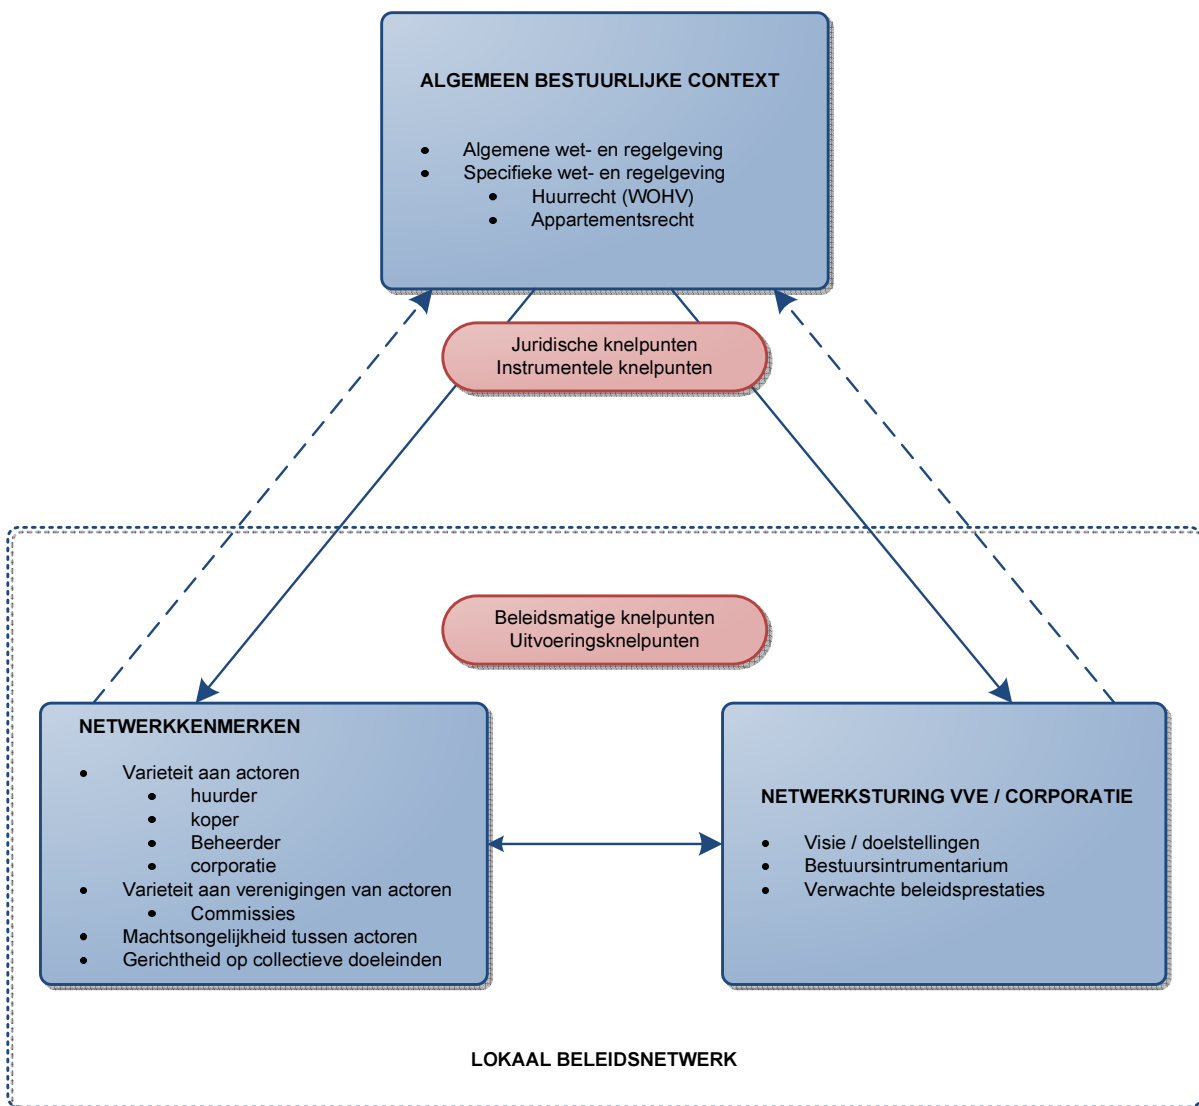 ALGEMEEN BESTUURLIJKE CONTEXT
• Algemene wet- en regelgeving
• Specifieke wet- en regelgeving
• Huurrecht (WOHV)
• Appartementsrecht
Juridische knelpunten
Instrumentele knelpunten
Beleidsmatige knelpunten
Uitvoeringsknelpunten
NETWERKKENMERKEN
• Varieteit aan actoren
• huurder
• koper
• Beheerder
• corporatie
• Varieteit aan verenigingen van actoren
• Commissies
• Machtsongelijkheid tussen actoren
• Gerichtheid op collectieve doeleinden
NETWERKSTURING VVE / CORPORATIE
• Visie / doelstellingen
• Bestuursintrumentarium
• Verwachte beleidsprestaties
LOKAAL BELEIDSNETWERK